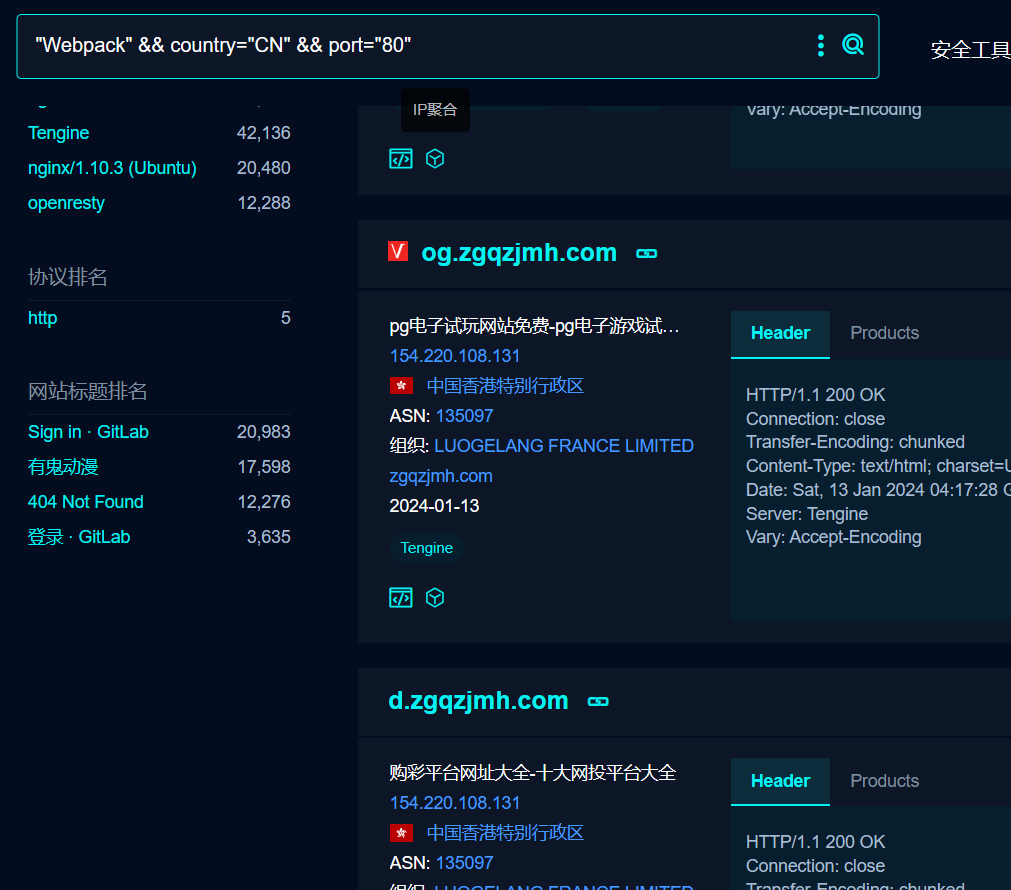 "Webpack" && country="CN" && port="80"
安全工具
IP聚合
Vary: Accept-Encoding
Tengine 42,136
nginx/1.10.3 (Ubuntu) 20,480
openresty 12,288
协议排名
http 5
网站标题排名
Sign in · GitLab 20,983
有鬼动漫 17,598
404 Not Found 12,276
登录 · GitLab 3,635
og.zgqzjmh.com
pg电子试玩网站免费-pg电子游戏试…
154.220.108.131
中国香港特别行政区
ASN: 135097
组织: LUOGELANG FRANCE LIMITED
zgqzjmh.com
2024-01-13
Tengine
Header Products
HTTP/1.1 200 OK
Connection: close
Transfer-Encoding: chunked
Content-Type: text/html; charset=U
Date: Sat, 13 Jan 2024 04:17:28 G
Server: Tengine
Vary: Accept-Encoding
d.zgqzjmh.com
购彩平台网址大全-十大网投平台大全
154.220.108.131
中国香港特别行政区
ASN: 135097
组织: LUOGELANG FRANCE LIMITED
Header Products
HTTP/1.1 200 OK
Connection: close
Transfer-Encoding: chunked